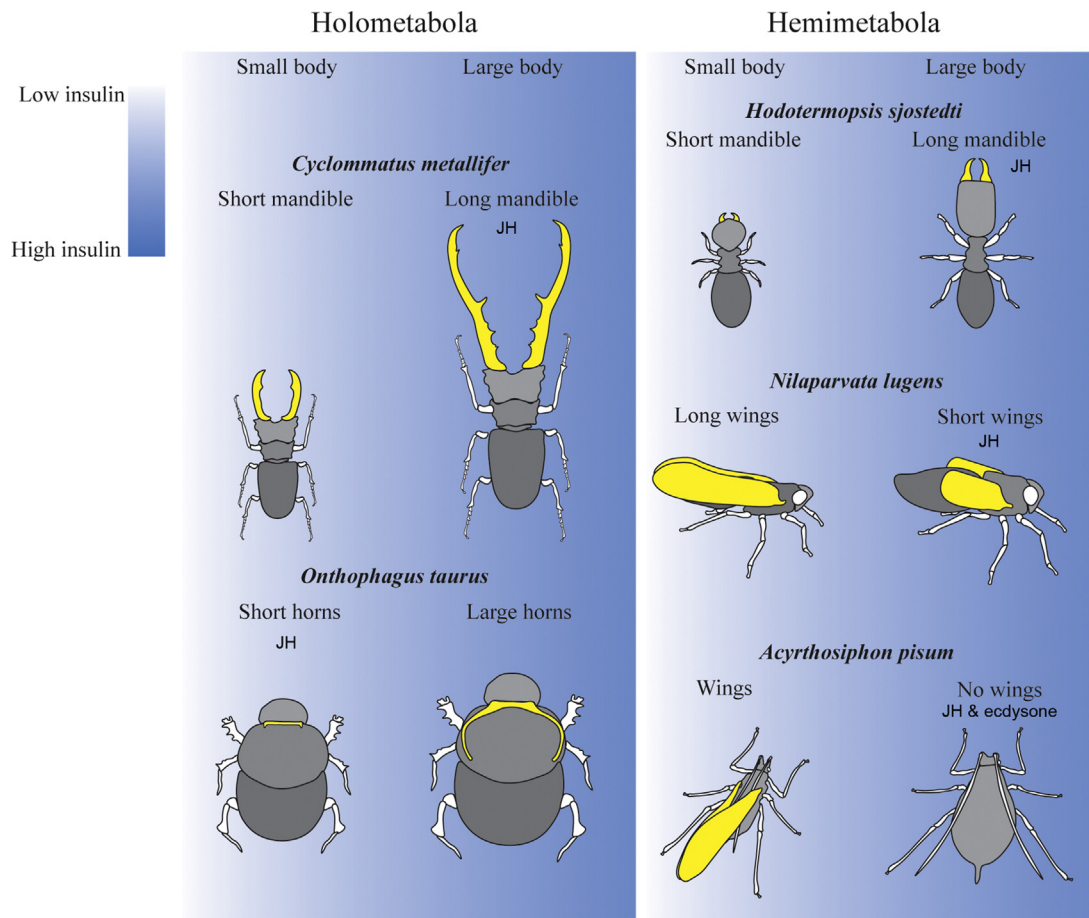 Holometabola
Hemimetabola
Low insulin
High insulin
Small body
Large body
Cyclommatus metallifer
Short mandible
Long mandible
JH
Onthophagus taurus
Short horns
JH
Large horns
Small body
Large body
Hodotermopsis sjostedti
Short mandible
Long mandible
JH
Nilaparvata lugens
Long wings
Short wings
JH
Acyrthosiphon pisum
Wings
No wings
JH & ecdysone